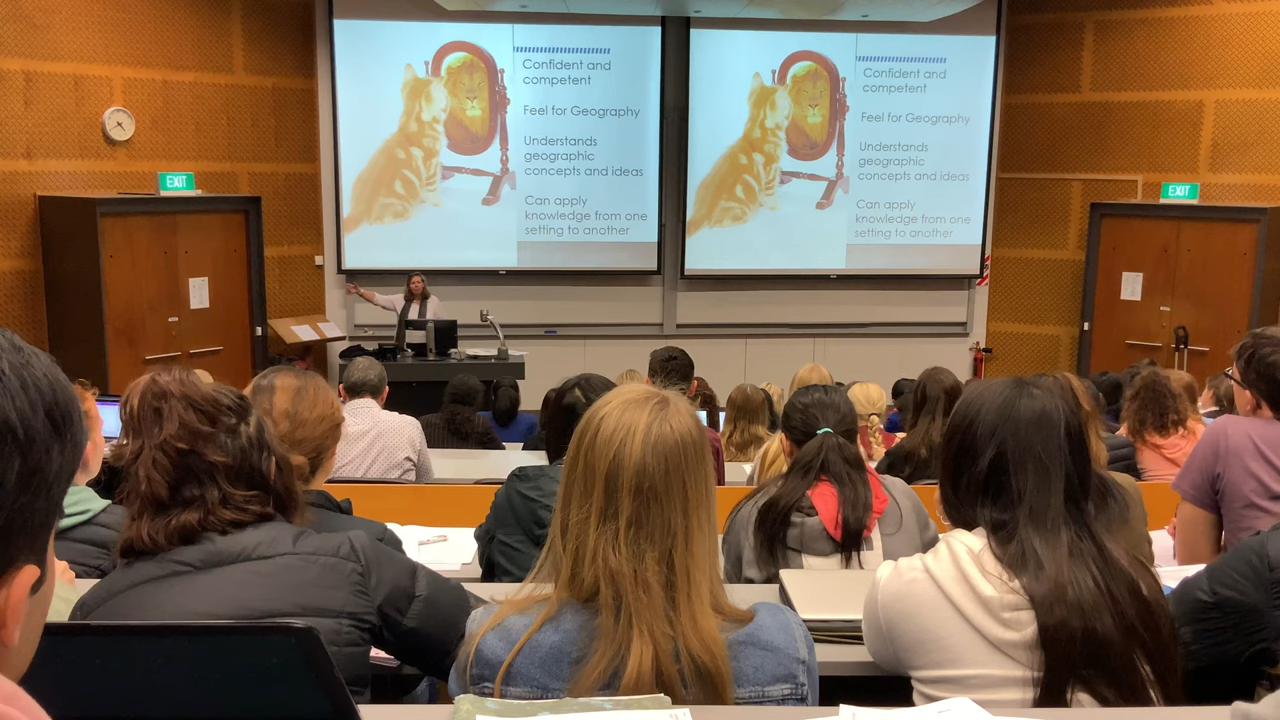 Confident and
competent
Feel for Geography
Understands
geographic
concepts and ideas
Can apply
knowledge from one
setting to another
Confident and
competent
Feel for Geography
Understands
geographic
concepts and ideas
Can apply
knowledge from one
setting to another
EXIT
EXIT